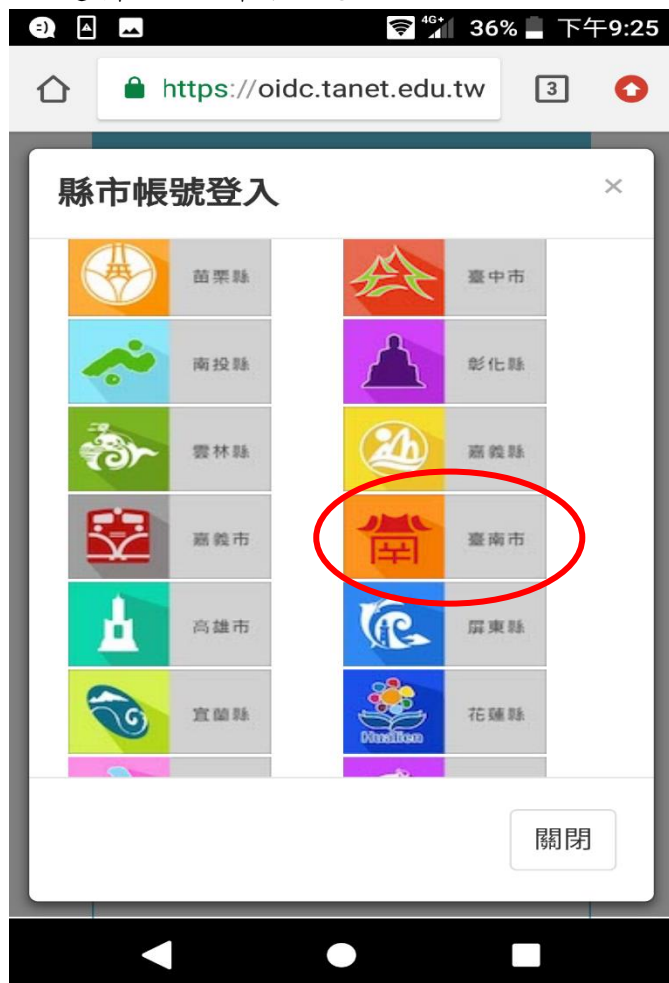 4G+ 36% 下午9:25
https://oidc.tanet.edu.tw 3
縣市帳號登入 ×
苗栗縣 臺中市
南投縣 彰化縣
雲林縣 嘉義縣
嘉義市 臺南市
高雄市 屏東縣
宜蘭縣 花蓮縣
Hualien
關閉